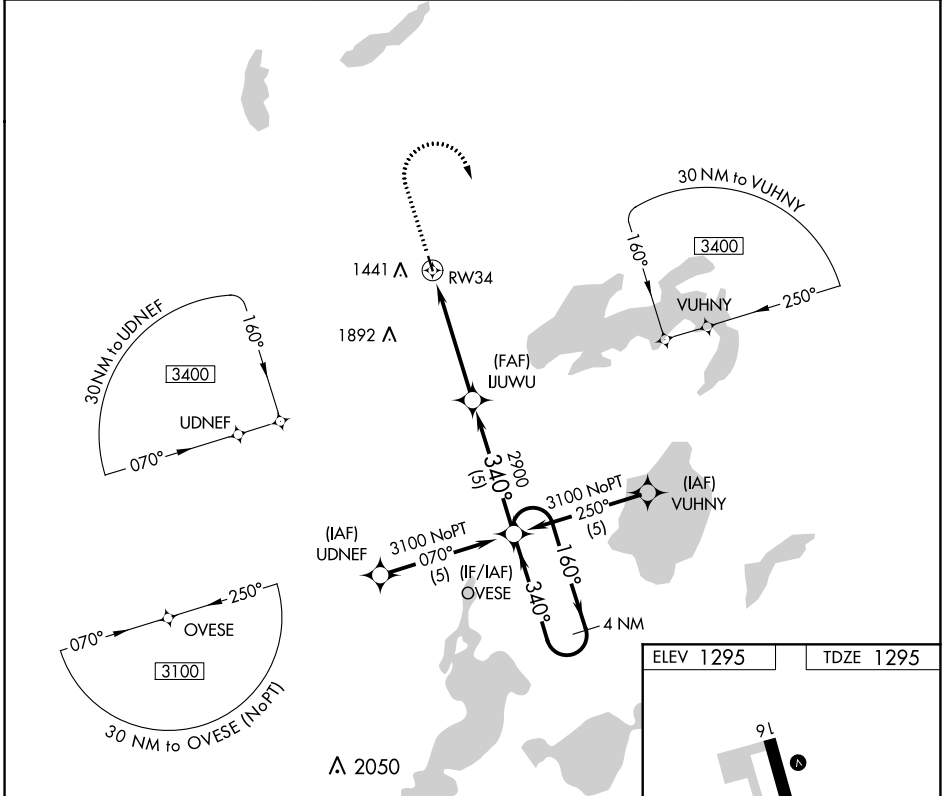 30 NM to VUHNY
160°
3400
VUHNY
250°
1441
RW34
1892
(FAF)
IJUWU
30 NM to UDNEF
160°
3400
UDNEF
070°
2900
340°
(5)
(IAF)
VUHNY
3100 NoPT
250°
(5)
(IAF)
UDNEF
3100 NoPT
070°
(5)
(IF/IAF)
OVESE
160°
340°
4 NM
250°
070°
OVESE
3100
30 NM to OVESE (NoPT)
2050
ELEV 1295
TDZE 1295
16
V